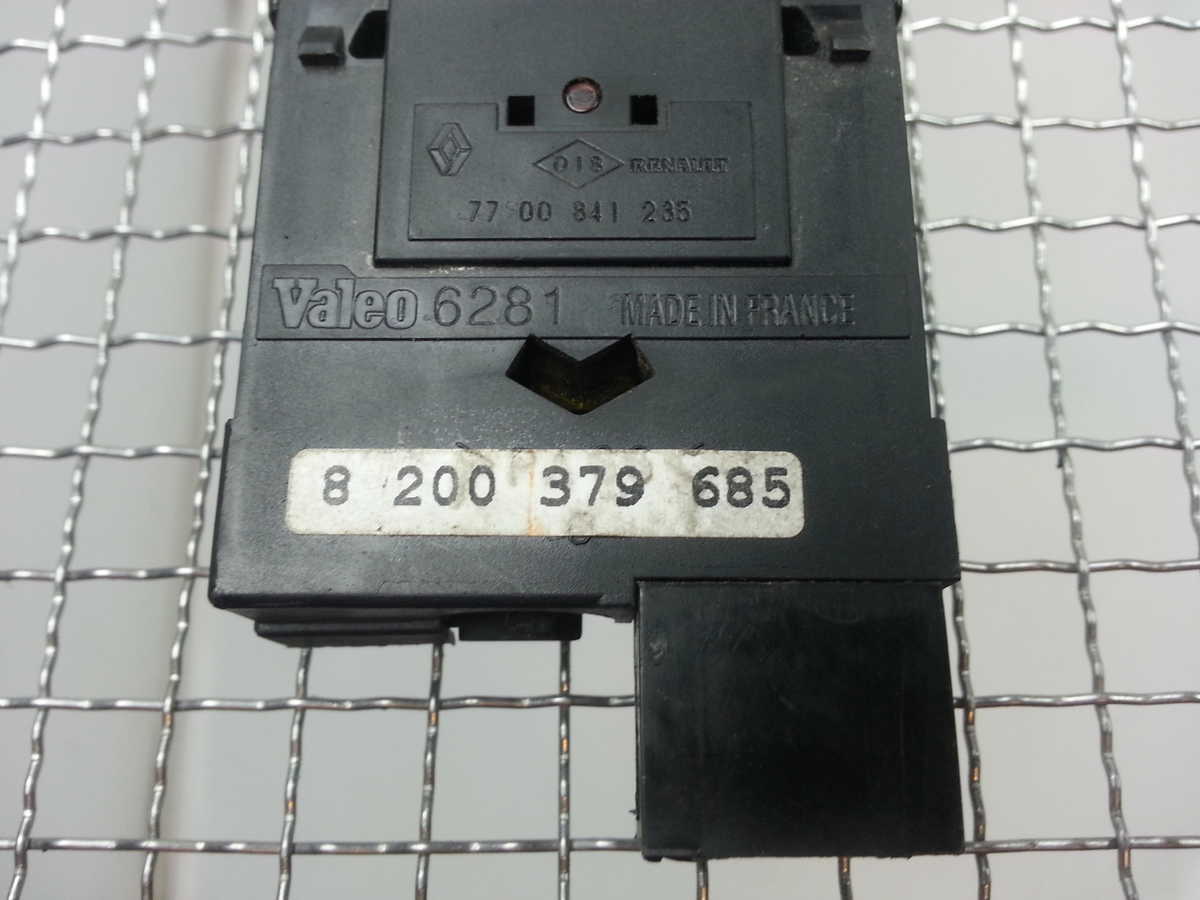 018 RENAULT
77 00 841 235
Valeo 6281 MADE IN FRANCE
8 200 379 685